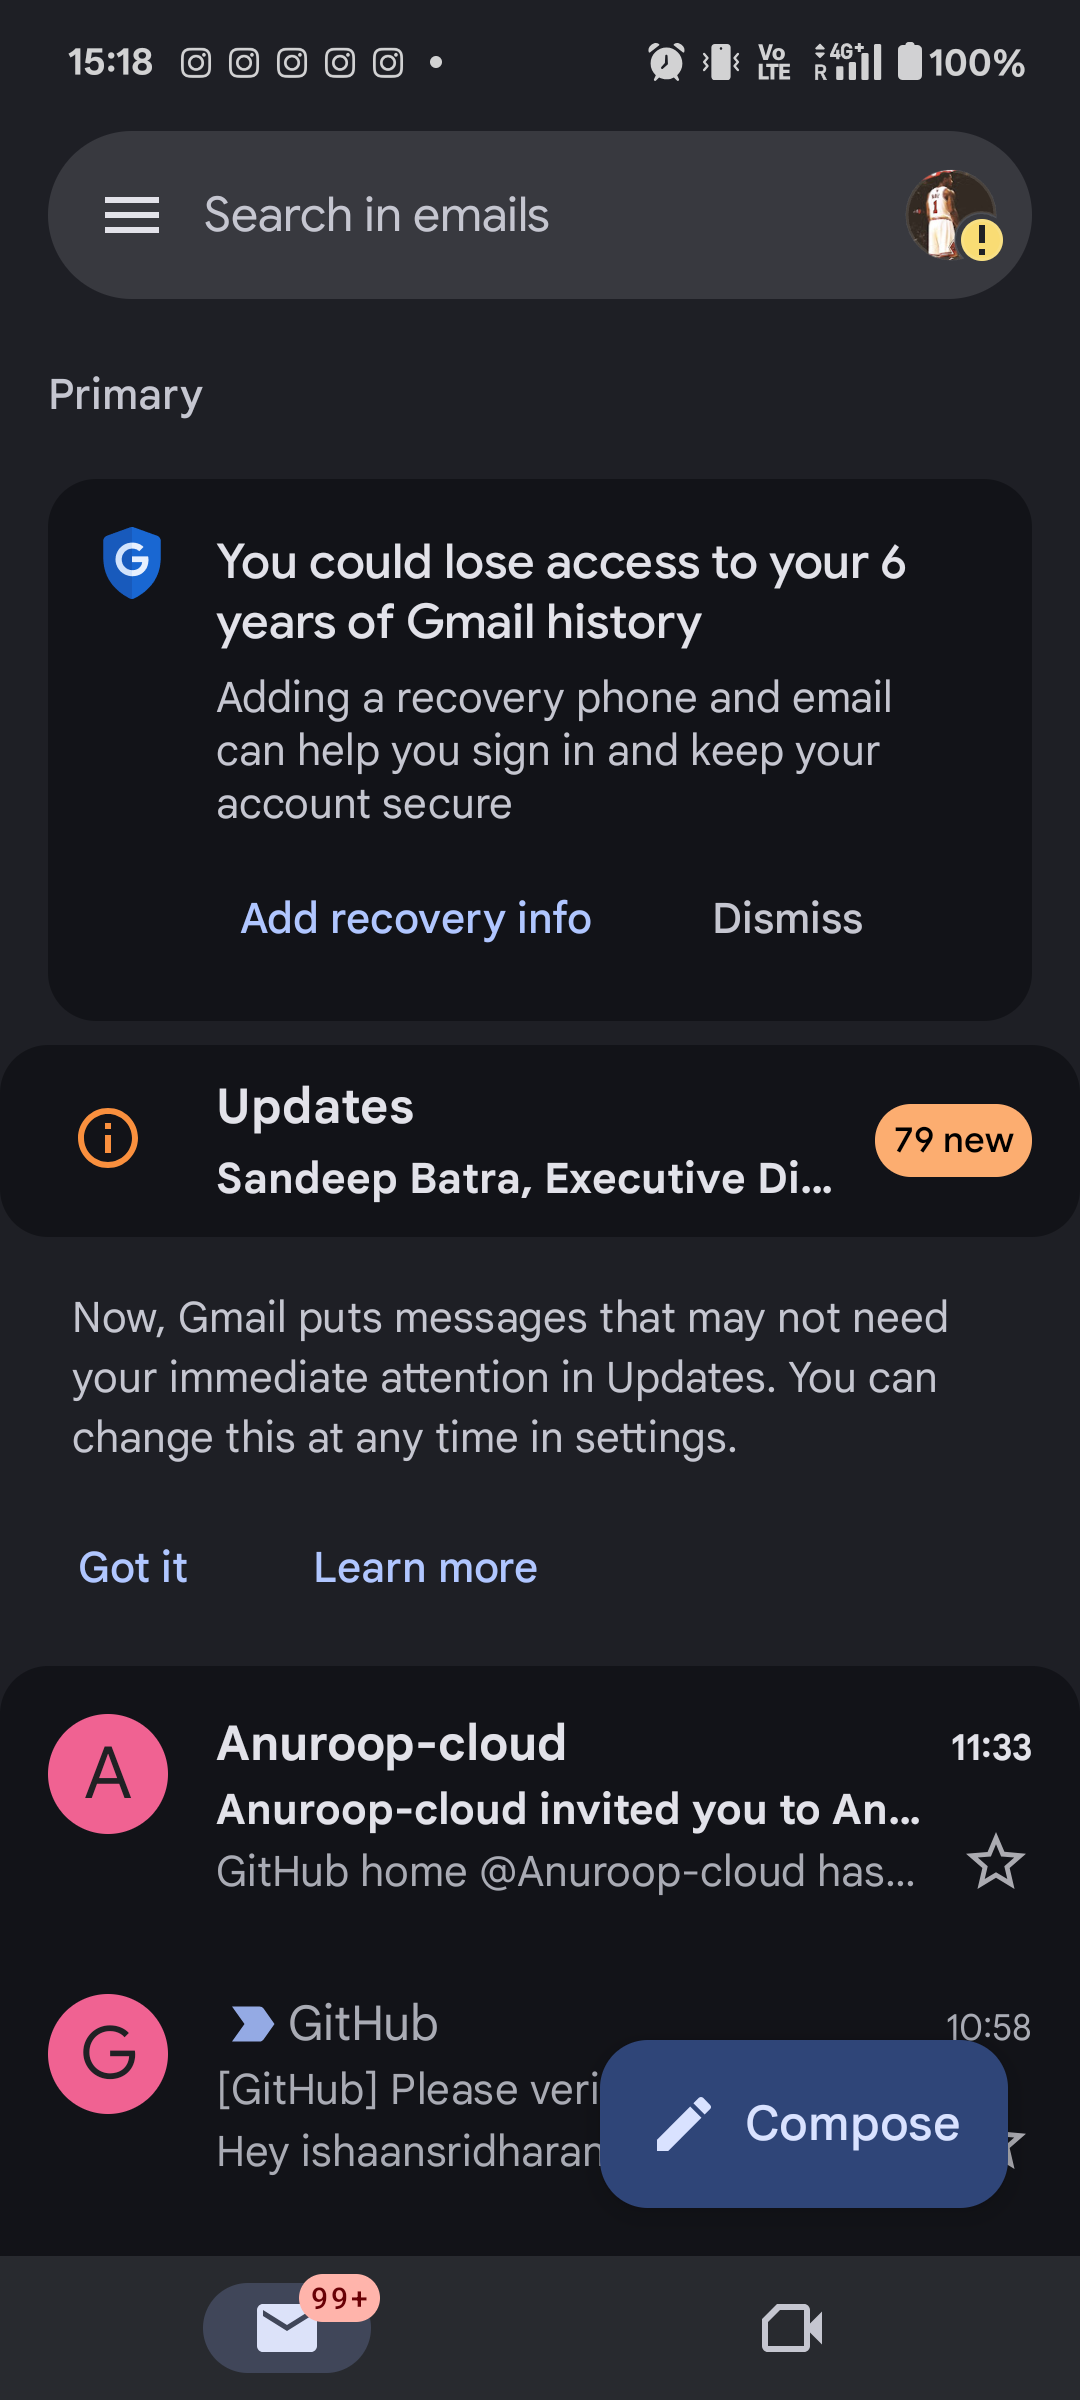 15:18 Vo LTE R 4G+ 100%
Search in emails
Primary
You could lose access to your 6
years of Gmail history
Adding a recovery phone and email
can help you sign in and keep your
account secure
Add recovery info Dismiss
Updates
79 new
Sandeep Batra, Executive Di...
Now, Gmail puts messages that may not need
your immediate attention in Updates. You can
change this at any time in settings.
Got it Learn more
A
Anuroop-cloud 11:33
Anuroop-cloud invited you to An...
GitHub home @Anuroop-cloud has...
G
GitHub 10:58
[GitHub] Please veri
Hey ishaansridharan
Compose
99+